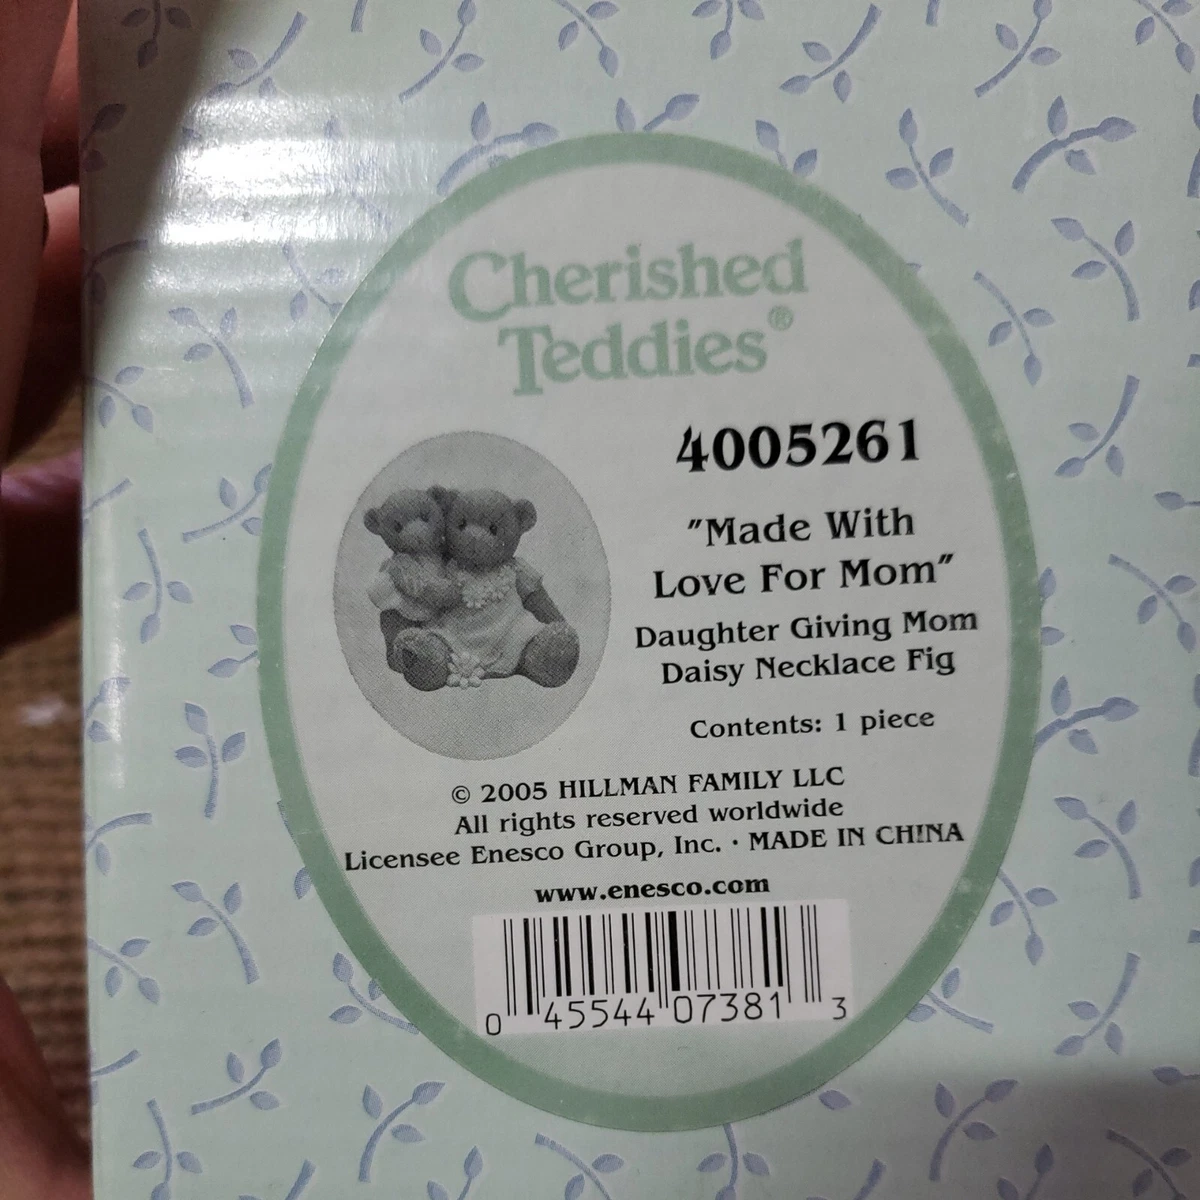 Cherished
Teddies®
4005261
"Made With
Love For Mom"
Daughter Giving Mom
Daisy Necklace Fig
Contents: 1 piece
© 2005 HILLMAN FAMILY LLC
All rights reserved worldwide
Licensee Enesco Group, Inc. · MADE IN CHINA
www.enesco.com
0 45544 07381 3